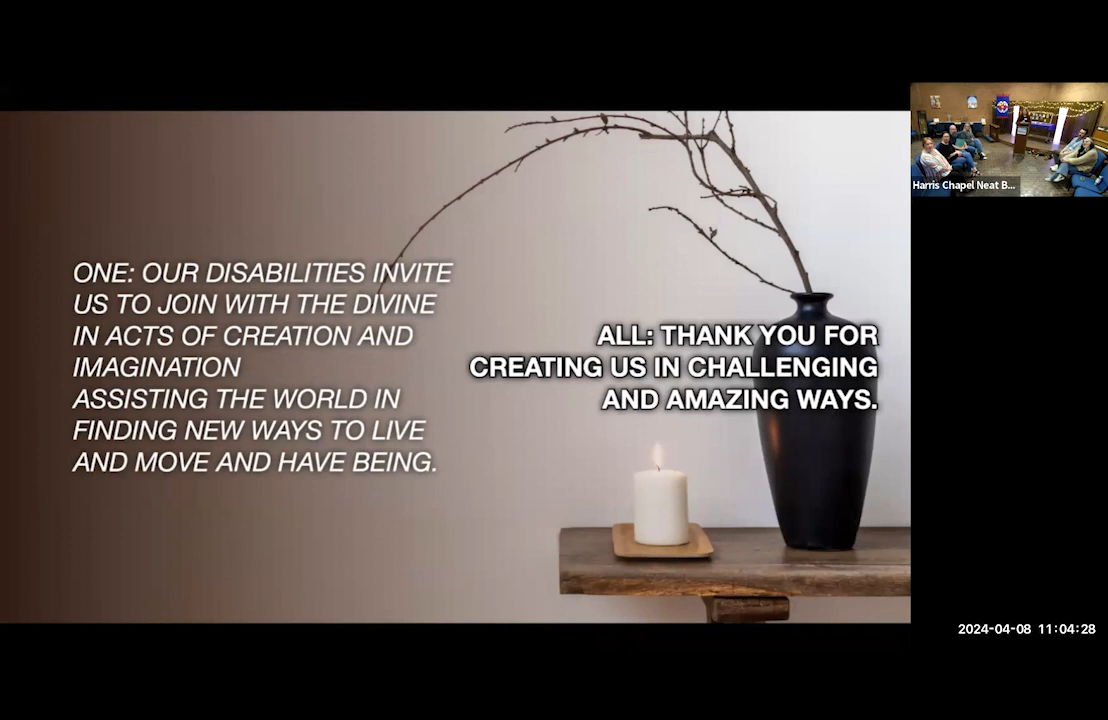 ONE: OUR DISABILITIES INVITE
US TO JOIN WITH THE DIVINE
IN ACTS OF CREATION AND
IMAGINATION
ASSISTING THE WORLD IN
FINDING NEW WAYS TO LIVE
AND MOVE AND HAVE BEING.
ALL: THANK YOU FOR
CREATING US IN CHALLENGING
AND AMAZING WAYS.
Harris Chapel Neat B...
2024-04-08 11:04:28